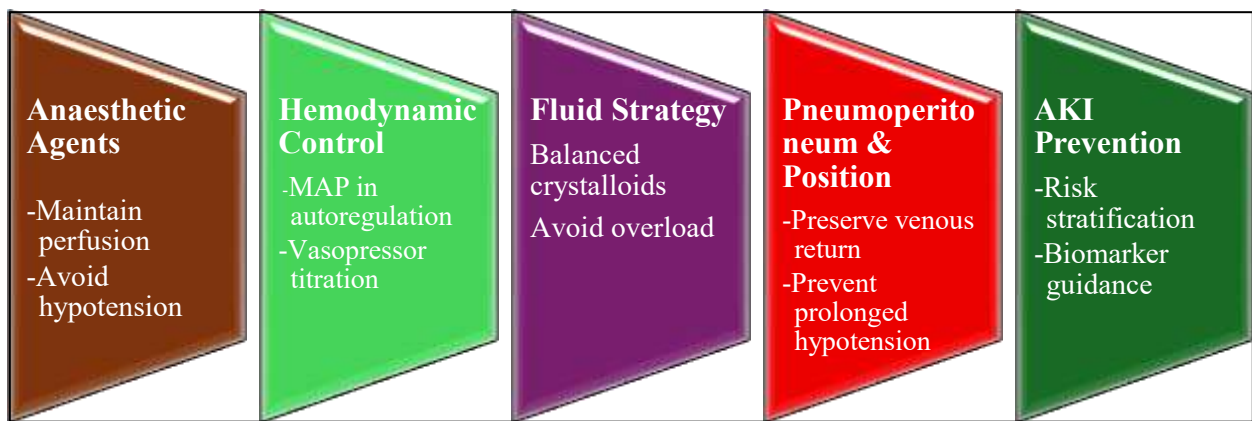 Anaesthetic
Agents
-Maintain
perfusion
-Avoid
hypotension
Hemodynamic
Control
-MAP in
autoregulation
-Vasopressor
titration
Fluid Strategy
Balanced
crystalloids
Avoid overload
Pneumoperito
neum &
Position
-Preserve venous
return
-Prevent
prolonged
hypotension
AKI
Prevention
-Risk
stratification
-Biomarker
guidance